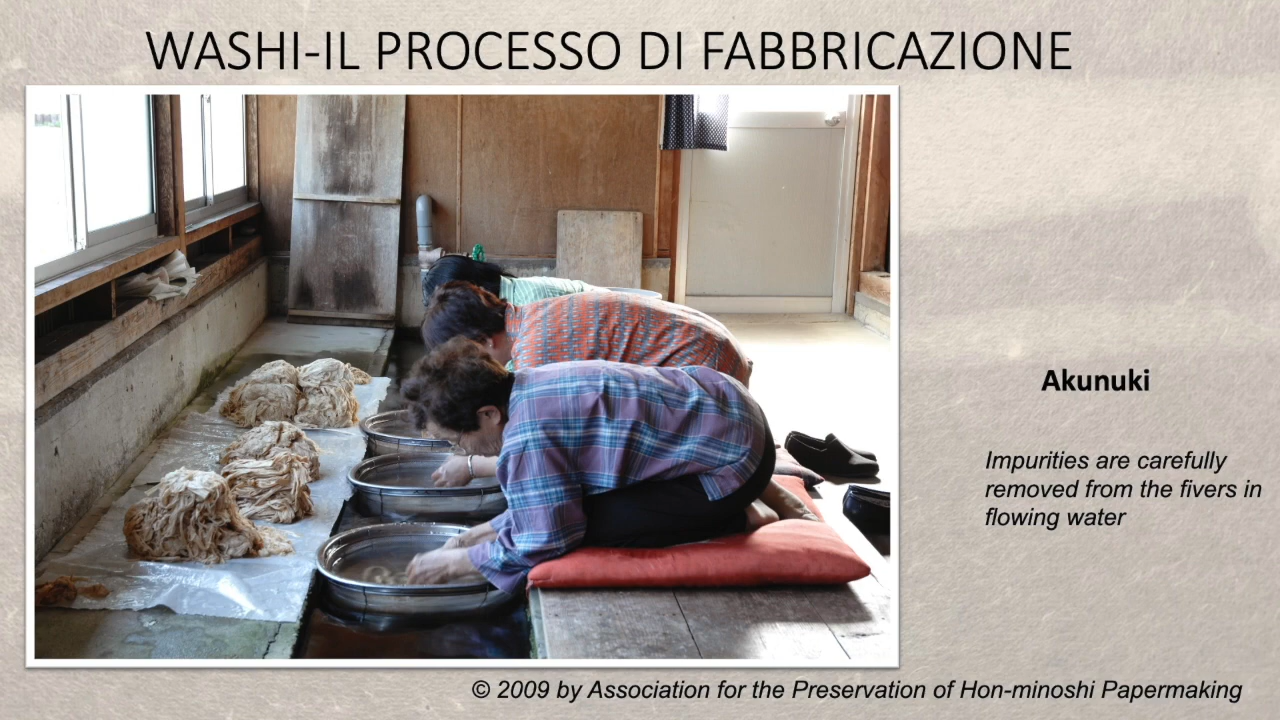 WASHI-IL PROCESSO DI FABBRICAZIONE
Akunuki
Impurities are carefully
removed from the fivers in
flowing water
© 2009 by Association for the Preservation of Hon-minoshi Papermaking